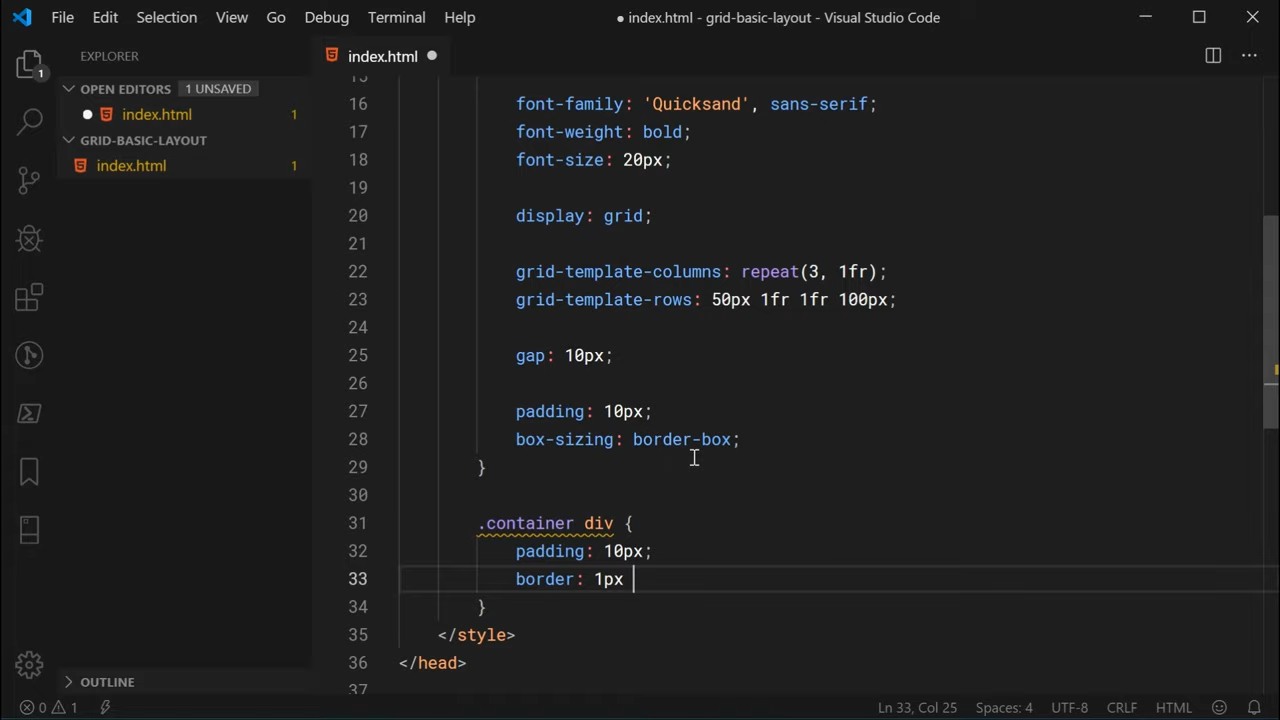 File Edit Selection View Go Debug Terminal Help ● index.html - grid-basic-layout - Visual Studio Code
EXPLORER
index.html
1
OPEN EDITORS 1 UNSAVED
index.html 1
GRID-BASIC-LAYOUT
index.html 1
16 font-family: 'Quicksand', sans-serif;
17 font-weight: bold;
18 font-size: 20px;
19
20 display: grid;
21
22 grid-template-columns: repeat(3, 1fr);
23 grid-template-rows: 50px 1fr 1fr 100px;
24
25 gap: 10px;
26
27 padding: 10px;
28 box-sizing: border-box;
29 }
30
31 .container div {
32 padding: 10px;
33 border: 1px
34 }
35 </style>
36 </head>
37
OUTLINE
0 1 Ln 33, Col 25 Spaces: 4 UTF-8 CRLF HTML